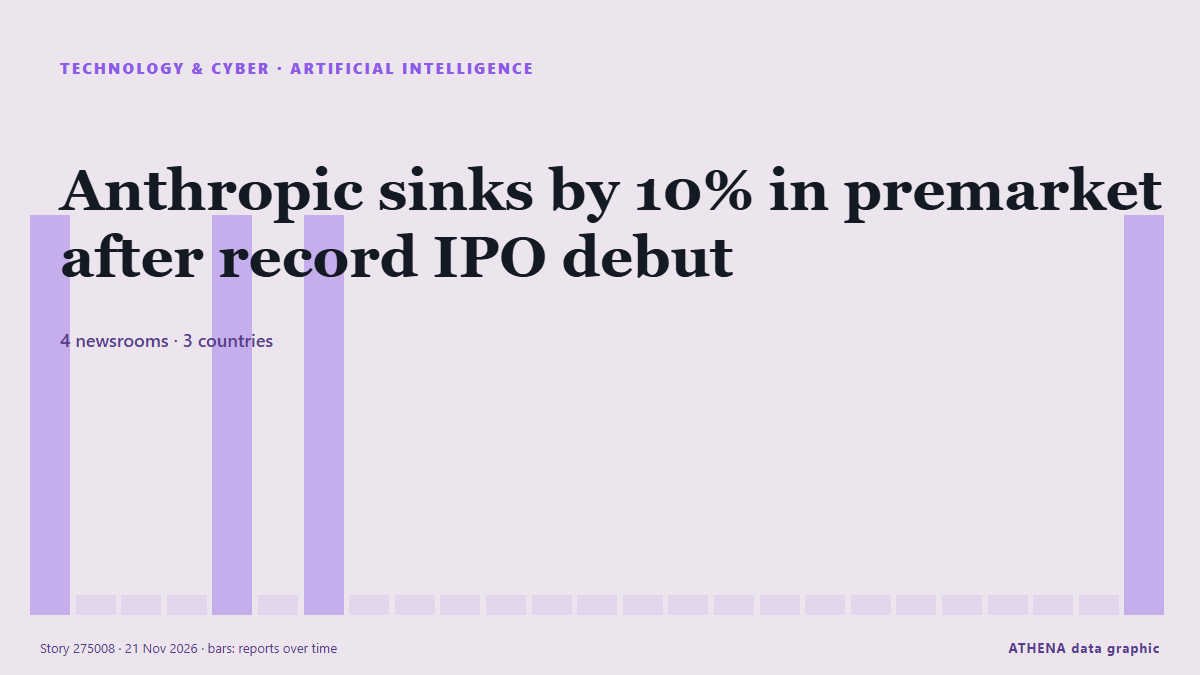 TECHNOLOGY & CYBER · ARTIFICIAL INTELLIGENCE
Anthropic sinks by 10% in premarket
after record IPO debut
4 newsrooms · 3 countries
Story 275008 · 21 Nov 2026 · bars: reports over time
ATHENA data graphic